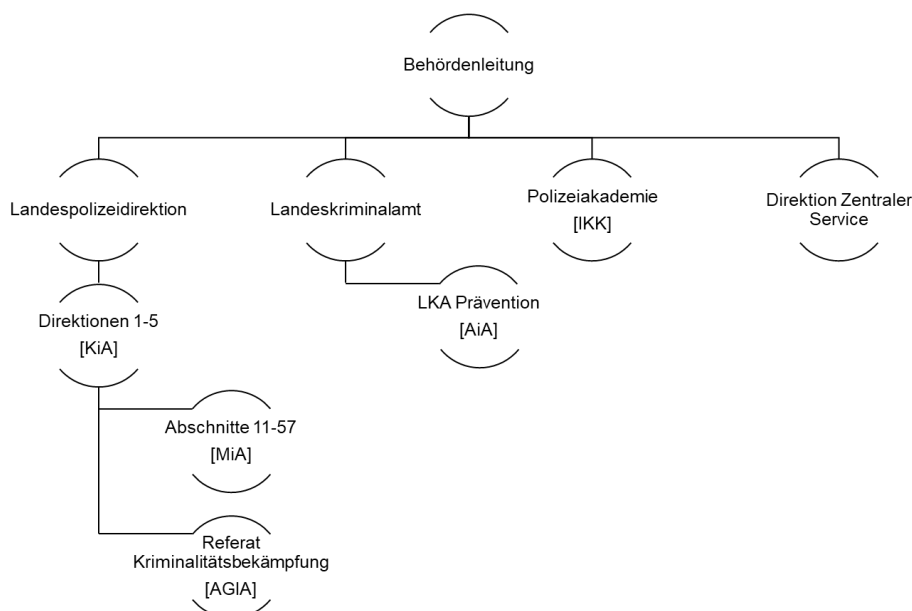 Behördenleitung
Landespolizeidirektion
Landeskriminalamt
Polizeiakademie
[IKK]
Direktion Zentraler
Service
Direktionen 1-5
[KiA]
LKA Prävention
[AiA]
Abschnitte 11-57
[MiA]
Referat
Kriminalitätsbekämpfung
[AGIA]